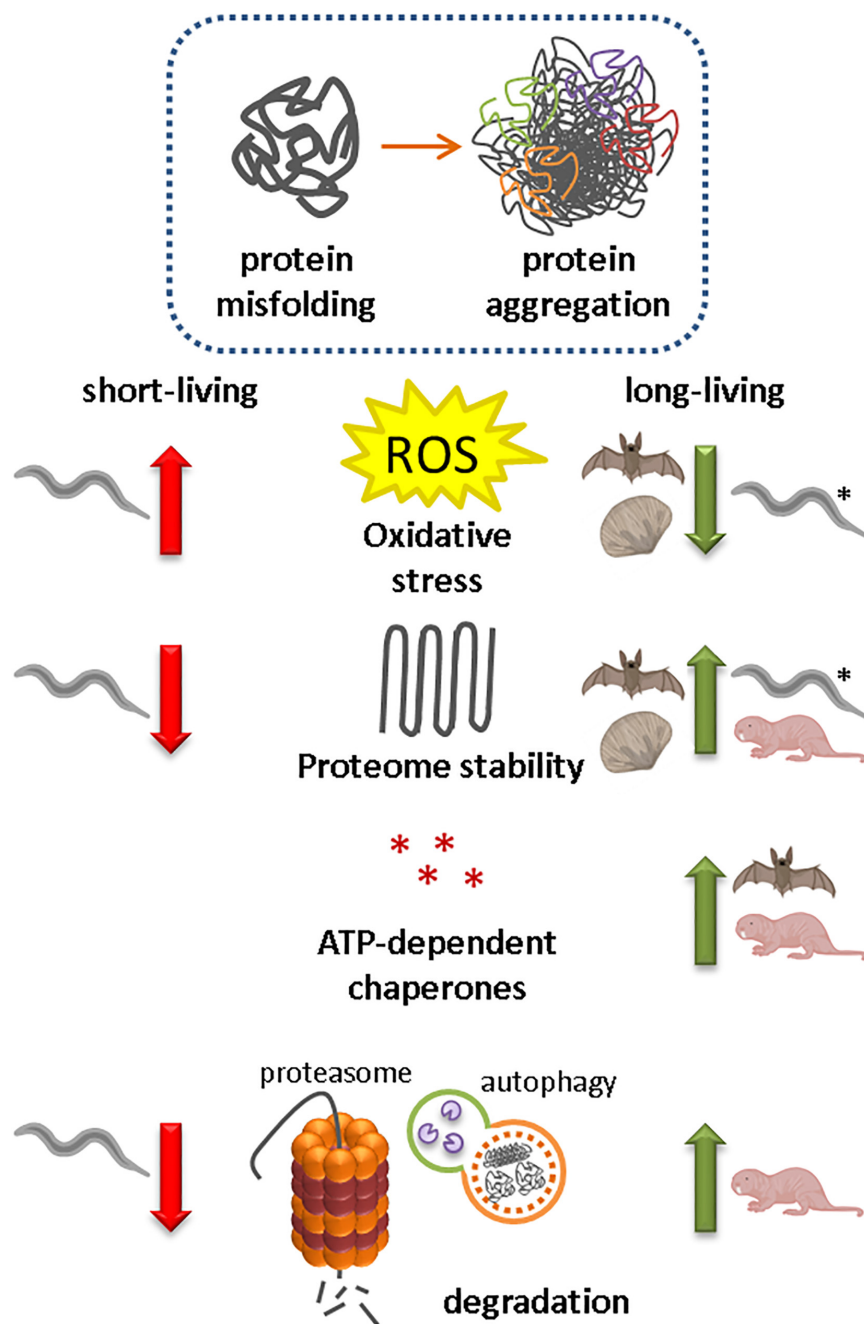 protein
misfolding
protein
aggregation
short-living
long-living
ROS
*
Oxidative
stress
*
Proteome stability
* *
* *
ATP-dependent
chaperones
proteasome
autophagy
degradation